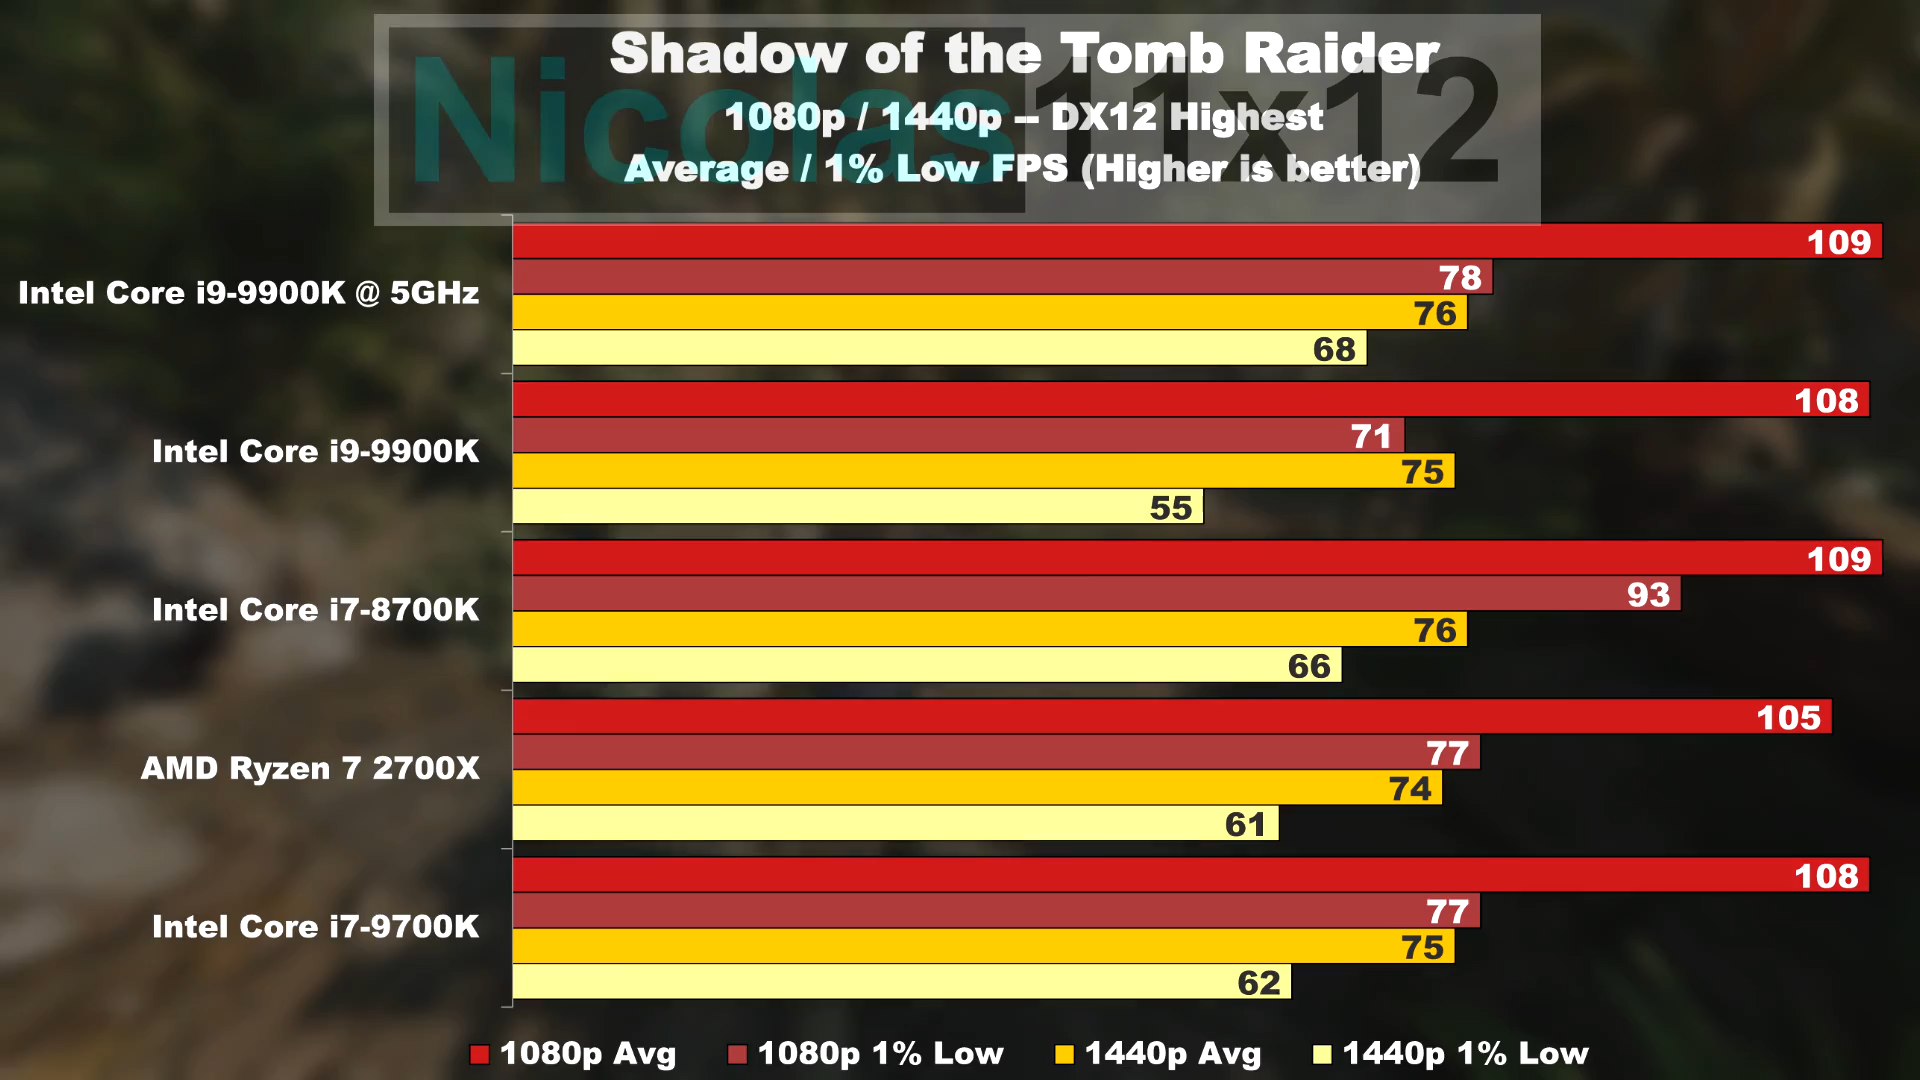 Shadow of the Tomb Raider
Nicolas11x12
1080p / 1440p – DX12 Highest
Average / 1% Low FPS (Higher is better)
109
Intel Core i9-9900K @ 5GHz
78
76
68
108
Intel Core i9-9900K
71
75
55
109
Intel Core i7-8700K
93
76
66
105
AMD Ryzen 7 2700X
77
74
61
108
Intel Core i7-9700K
77
75
62
1080p Avg 1080p 1% Low 1440p Avg 1440p 1% Low